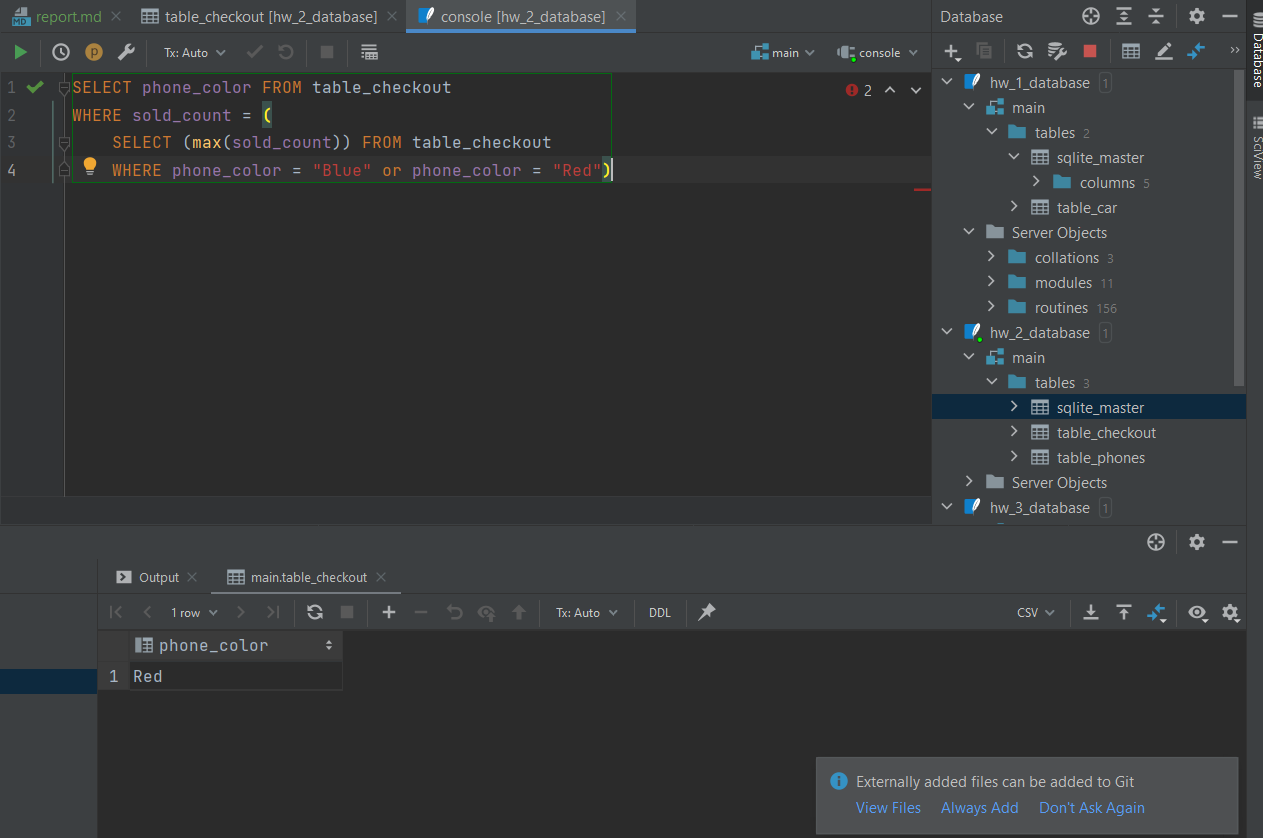 report.md
table_checkout [hw_2_database]
console [hw_2_database]
Database
Tx: Auto
main
console
1 SELECT phone_color FROM table_checkout
2 WHERE sold_count = (
3 SELECT (max(sold_count)) FROM table_checkout
4 WHERE phone_color = "Blue" or phone_color = "Red")
2
hw_1_database 1
main
tables 2
sqlite_master
columns 5
table_car
Server Objects
collations 3
modules 11
routines 156
hw_2_database 1
main
tables 3
sqlite_master
table_checkout
table_phones
Server Objects
hw_3_database 1
Database
SciView
Output
main.table_checkout
1 row
Tx: Auto
DDL
CSV
phone_color
1 Red
Externally added files can be added to Git
View Files Always Add Don't Ask Again